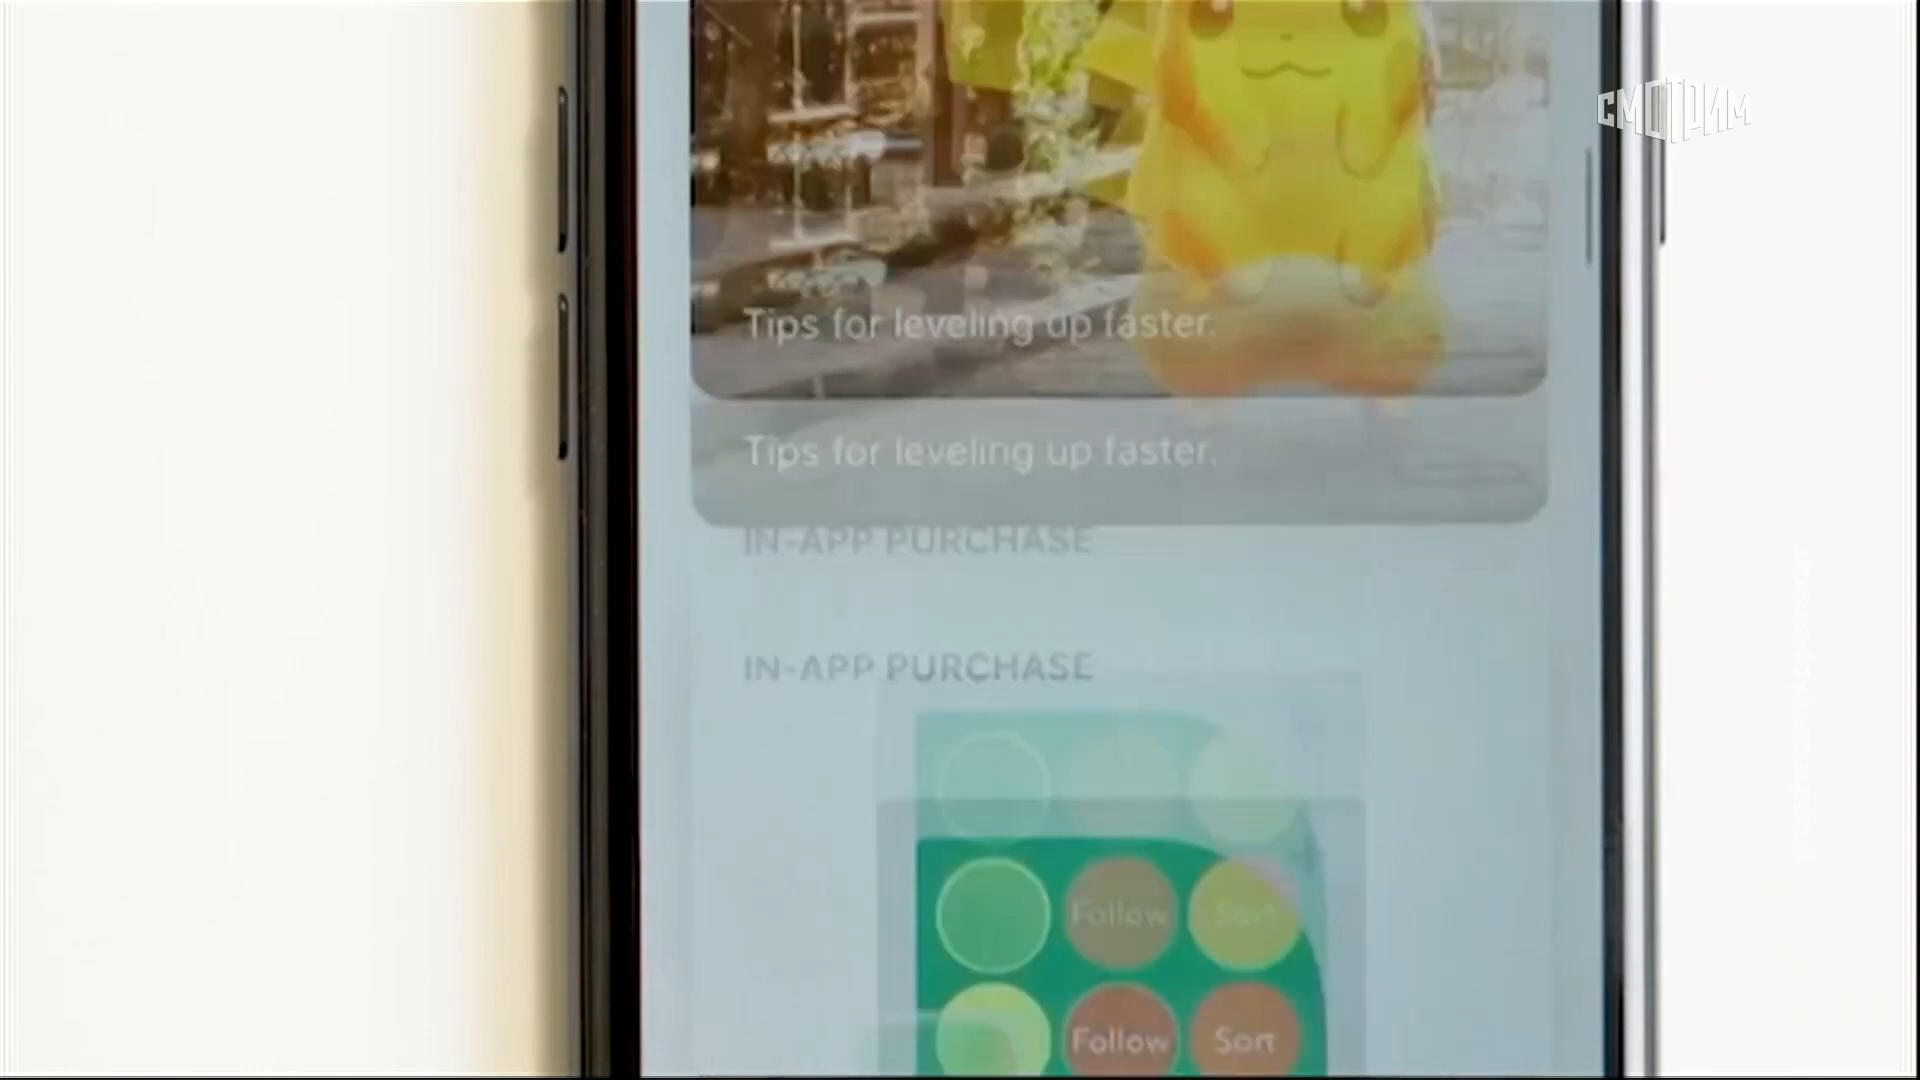 СМОТРИМ
Tips for leveling up faster.
Tips for leveling up faster.
IN-APP PURCHASE
IN-APP PURCHASE
Follow Sort
Follow Sort